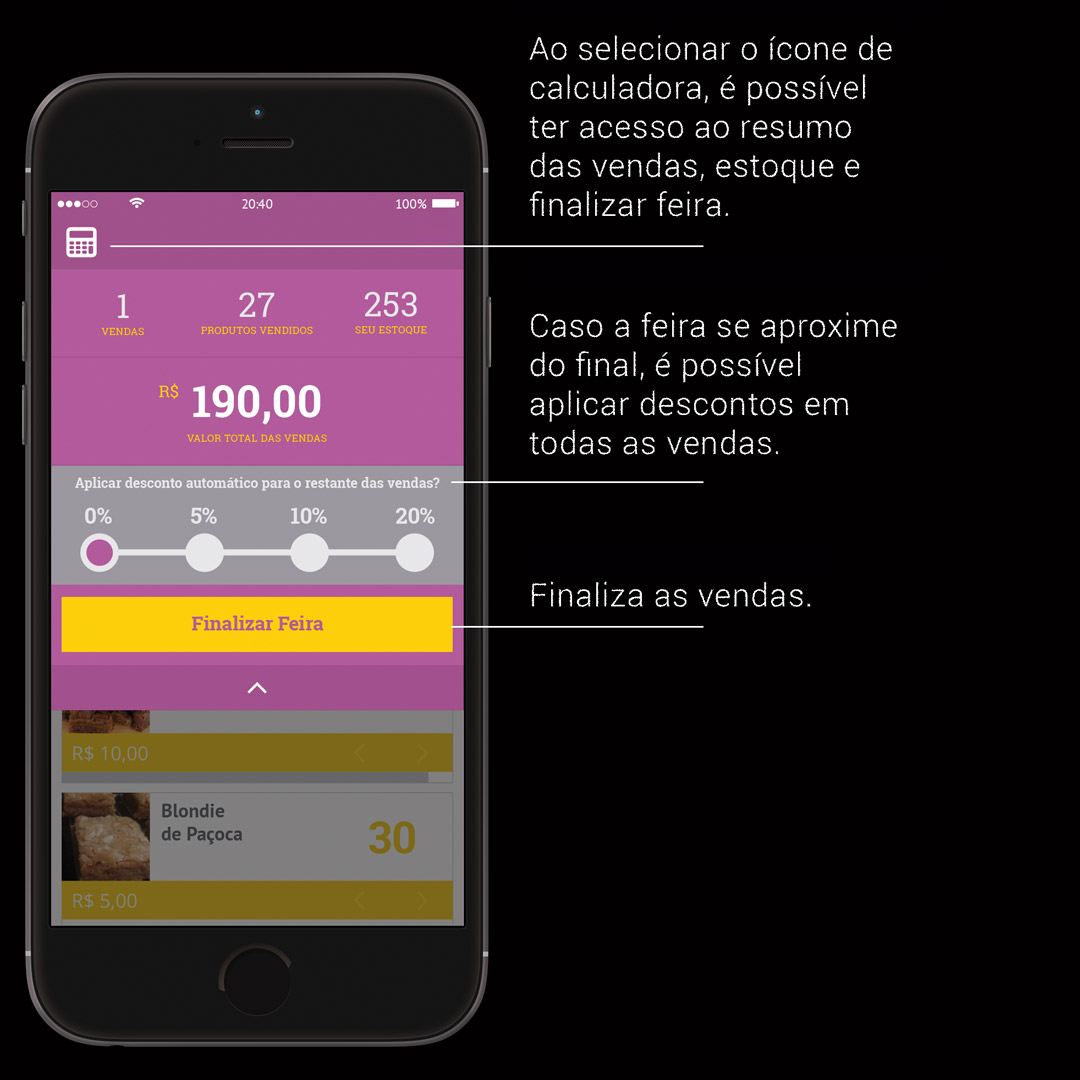 Ao selecionar o ícone de
calculadora, é possível
ter acesso ao resumo
das vendas, estoque e
finalizar feira.
20:40
100%
1
27
253
VENDAS
PRODUTOS VENDIDOS
SEU ESTOQUE
Caso a feira se aproxime
do final, é possível
aplicar descontos em
todas as vendas.
R$ 190,00
VALOR TOTAL DAS VENDAS
Aplicar desconto automático para o restante das vendas?
0%
5%
10%
20%
Finaliza as vendas.
Finalizar Feira
R$ 10,00
Blondie
de Paçoca
30
R$ 5,00